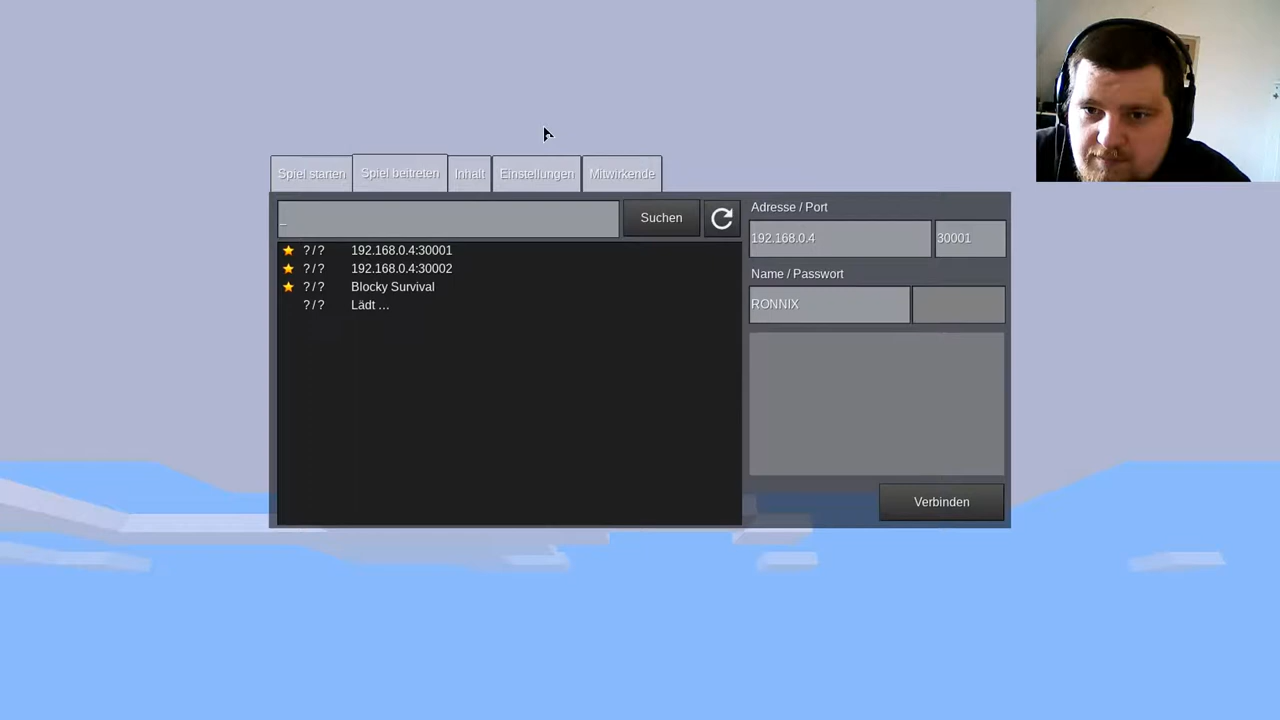 Spiel starten Spiel beitreten Inhalt Einstellungen Mitwirkende
Suchen
? / ? 192.168.0.4:30001
? / ? 192.168.0.4:30002
? / ? Blocky Survival
? / ? Lädt ...
Adresse / Port
192.168.0.4 30001
Name / Passwort
RONNIX
Verbinden